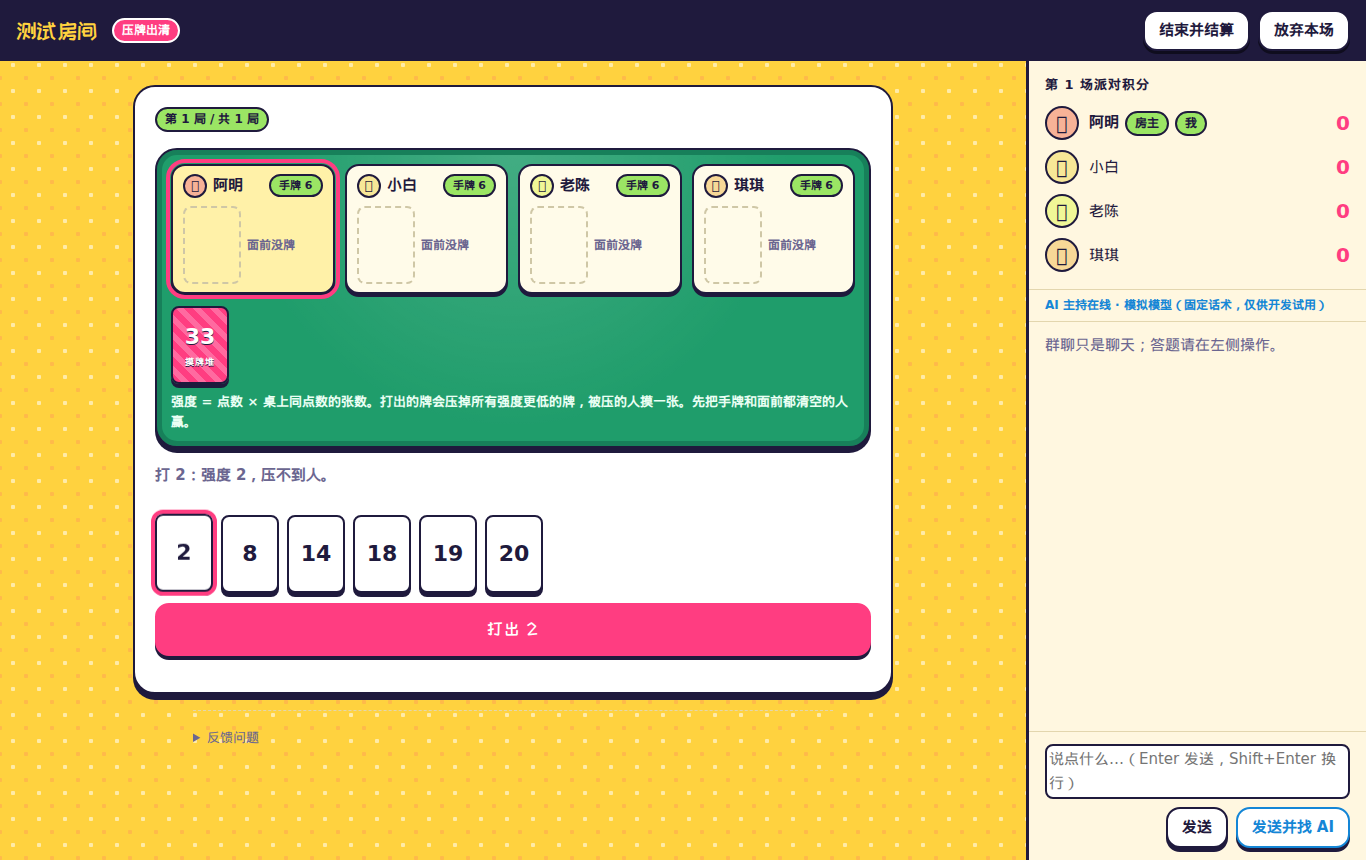 测试房间
压牌出清
结束并结算
放弃本场
第 1 局 / 共 1 局
阿明
手牌 6
面前没牌
小白
手牌 6
面前没牌
老陈
手牌 6
面前没牌
琪琪
手牌 6
面前没牌
33
摸牌堆
强度 = 点数 × 桌上同点数的张数。打出的牌会压掉所有强度更低的牌，被压的人摸一张。先把手牌和面前都清空的人
赢。
打 2：强度 2，压不到人。
2
8
14
18
19
20
打出 2
反馈问题
第 1 场派对积分
阿明 房主 我 0
小白 0
老陈 0
琪琪 0
AI 主持在线 · 模拟模型（固定话术，仅供开发试用）
群聊只是聊天；答题请在左侧操作。
说点什么…（Enter 发送，Shift+Enter 换
行）
发送
发送并找 AI